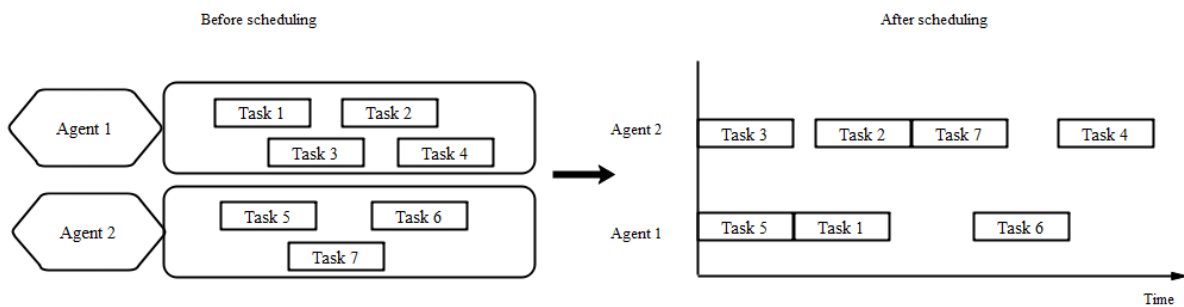 Before scheduling
After scheduling
Agent 1
Task 1
Task 2
Task 3
Task 4
Agent 2
Task 5
Task 6
Task 7
Agent 2
Task 3
Task 2
Task 7
Task 4
Agent 1
Task 5
Task 1
Task 6
Time